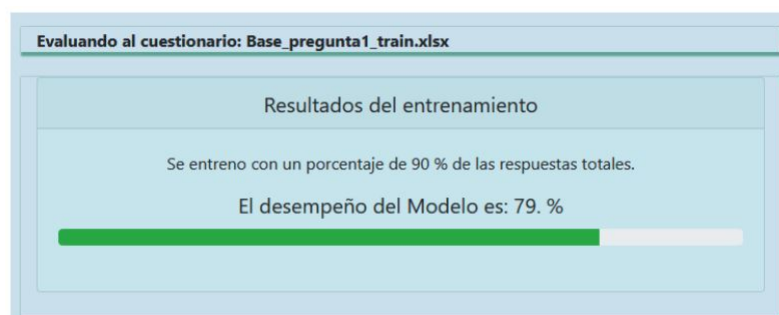 Evaluando al cuestionario: Base_pregunta1_train.xlsx
Resultados del entrenamiento
Se entreno con un porcentaje de 90 % de las respuestas totales.
El desempeño del Modelo es: 79. %